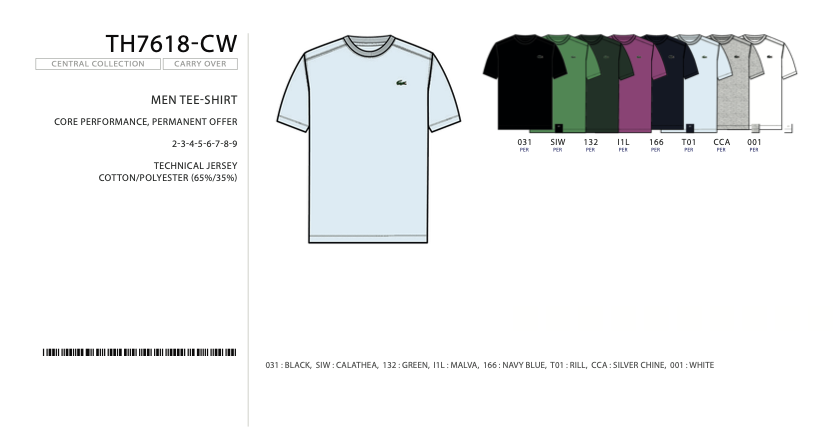 TH7618-CW
CENTRAL COLLECTION CARRY OVER
MEN TEE-SHIRT
CORE PERFORMANCE, PERMANENT OFFER
2-3-4-5-6-7-8-9
TECHNICAL JERSEY
COTTON/POLYESTER (65%/35%)
031 SIW 132 I1L 166 T01 CCA 001
PER PER PER PER PER PER PER PER
031 : BLACK, SIW : CALATHEA, 132 : GREEN, I1L : MALVA, 166 : NAVY BLUE, T01 : RILL, CCA : SILVER CHINE, 001 : WHITE